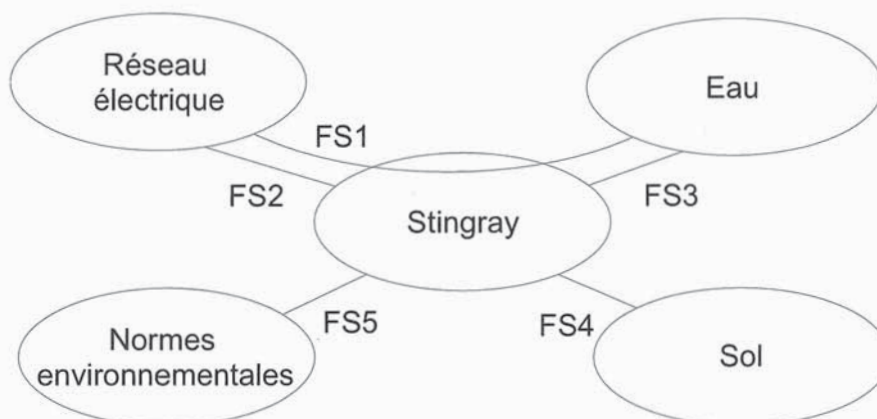 Réseau
électrique
Eau
FS1
FS2
FS3
Stingray
FS5
FS4
Normes
environnementales
Sol